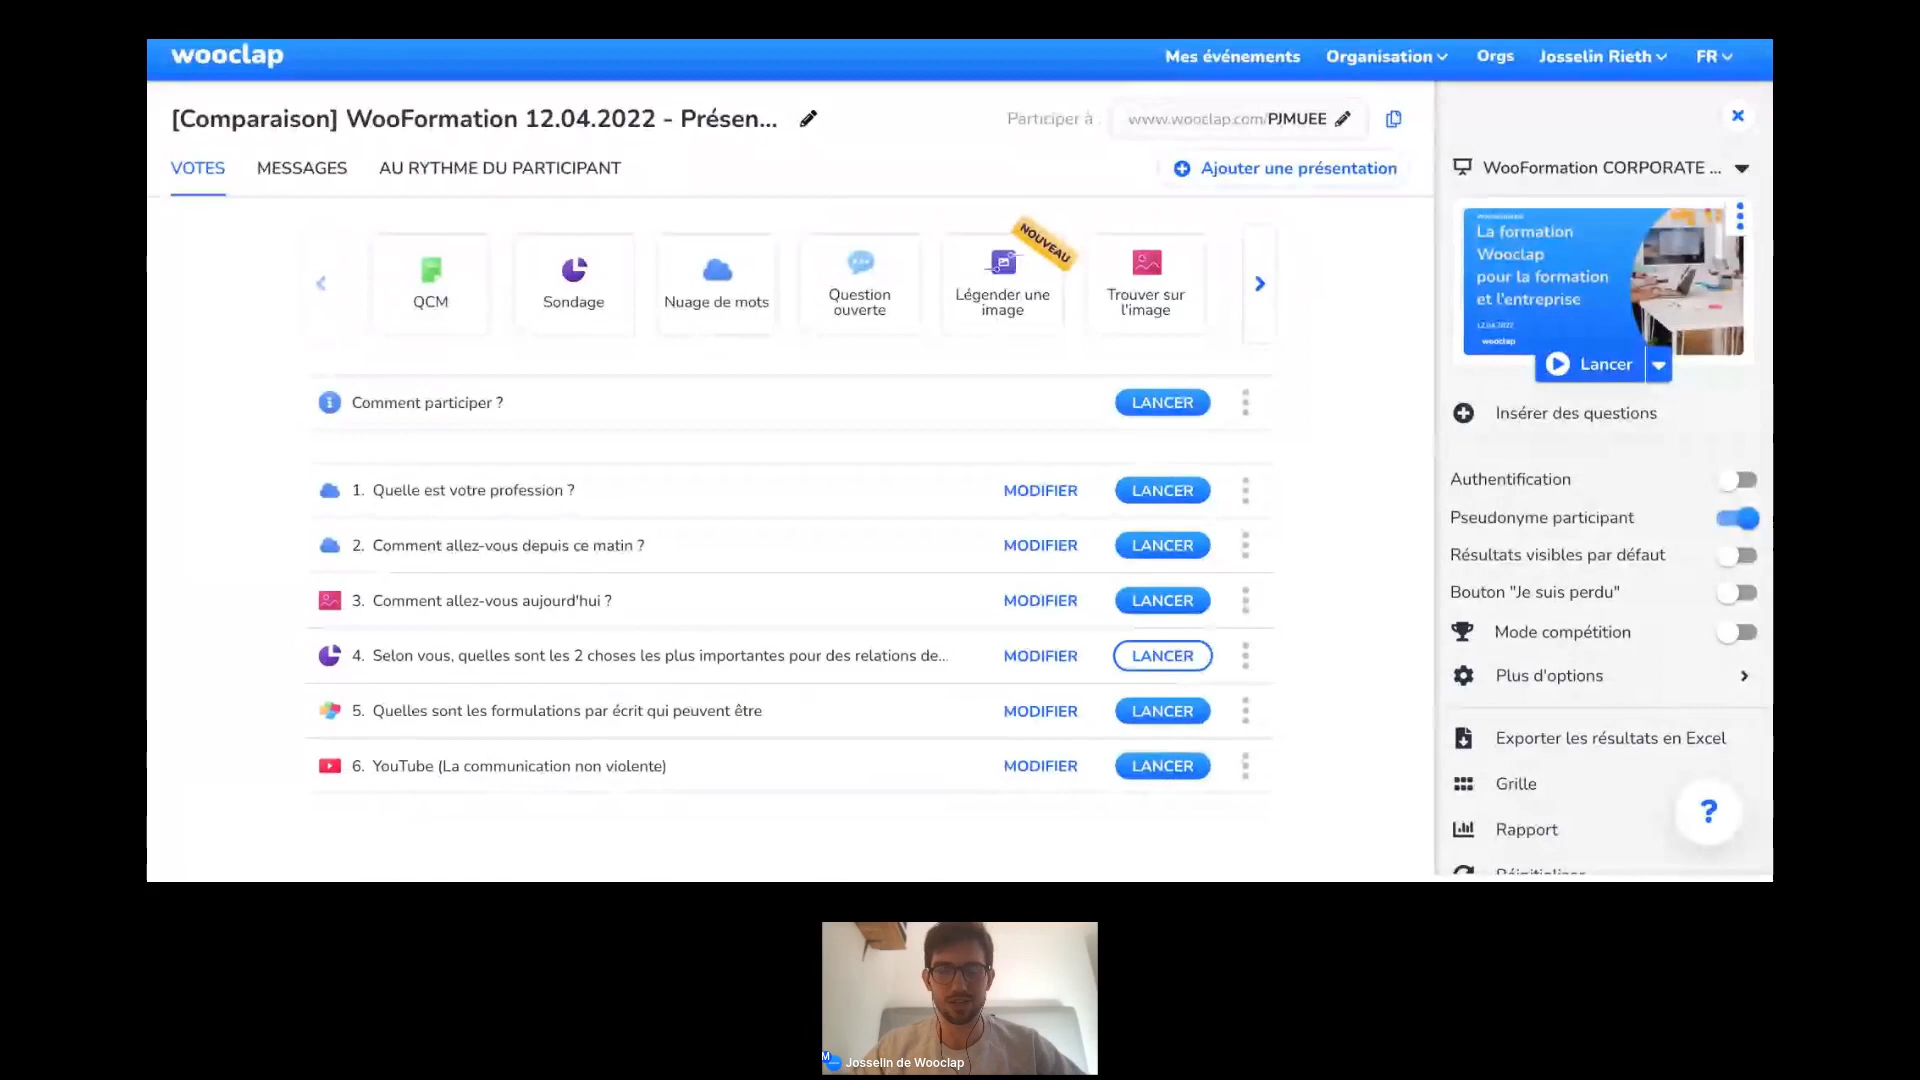 wooclap
Mes événements
Organisation
Orgs
Josselin Rieth
FR
[Comparaison] WooFormation 12.04.2022 - Présen...
Participer à :
www.wooclap.com/PJMUEE
VOTES
MESSAGES
AU RYTHME DU PARTICIPANT
Ajouter une présentation
QCM
Sondage
Nuage de mots
Question
ouverte
NOUVEAU
Légender une
image
Trouver sur
l'image
Comment participer ?
LANCER
1. Quelle est votre profession ?
MODIFIER
LANCER
2. Comment allez-vous depuis ce matin ?
MODIFIER
LANCER
3. Comment allez-vous aujourd'hui ?
MODIFIER
LANCER
4. Selon vous, quelles sont les 2 choses les plus importantes pour des relations de...
MODIFIER
LANCER
5. Quelles sont les formulations par écrit qui peuvent être
MODIFIER
LANCER
6. YouTube (La communication non violente)
MODIFIER
LANCER
WooFormation CORPORATE ...
La formation
Wooclap
pour la formation
et l'entreprise
12.04.2022
wooclap
Lancer
Insérer des questions
Authentification
Pseudonyme participant
Résultats visibles par défaut
Bouton "Je suis perdu"
Mode compétition
Plus d'options
Exporter les résultats en Excel
Grille
?
Rapport
Réinitialiser
M
Josselin de Wooclap